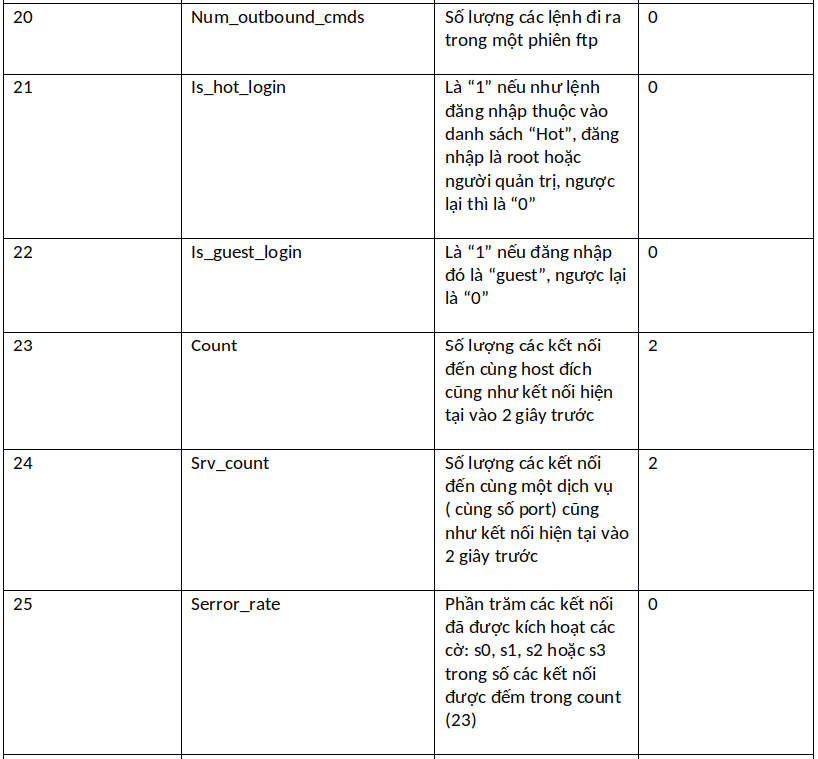 20 Num_outbound_cmds Số lượng các lệnh đi ra 0
trong một phiên ftp
21 Is_hot_login Là “1” nếu như lệnh 0
đăng nhập thuộc vào
danh sách “Hot”, đăng
nhập là root hoặc
người quản trị, ngược
lại thì là “0”
22 Is_guest_login Là “1” nếu đăng nhập 0
đó là “guest”, ngược lại
là “0”
23 Count Số lượng các kết nối 2
đến cùng host đích
cũng như kết nối hiện
tại vào 2 giây trước
24 Srv_count Số lượng các kết nối 2
đến cùng một dịch vụ
( cùng số port) cũng
như kết nối hiện tại vào
2 giây trước
25 Serror_rate Phần trăm các kết nối 0
đã được kích hoạt các
cờ: s0, s1, s2 hoặc s3
trong số các kết nối
được đếm trong count
(23)